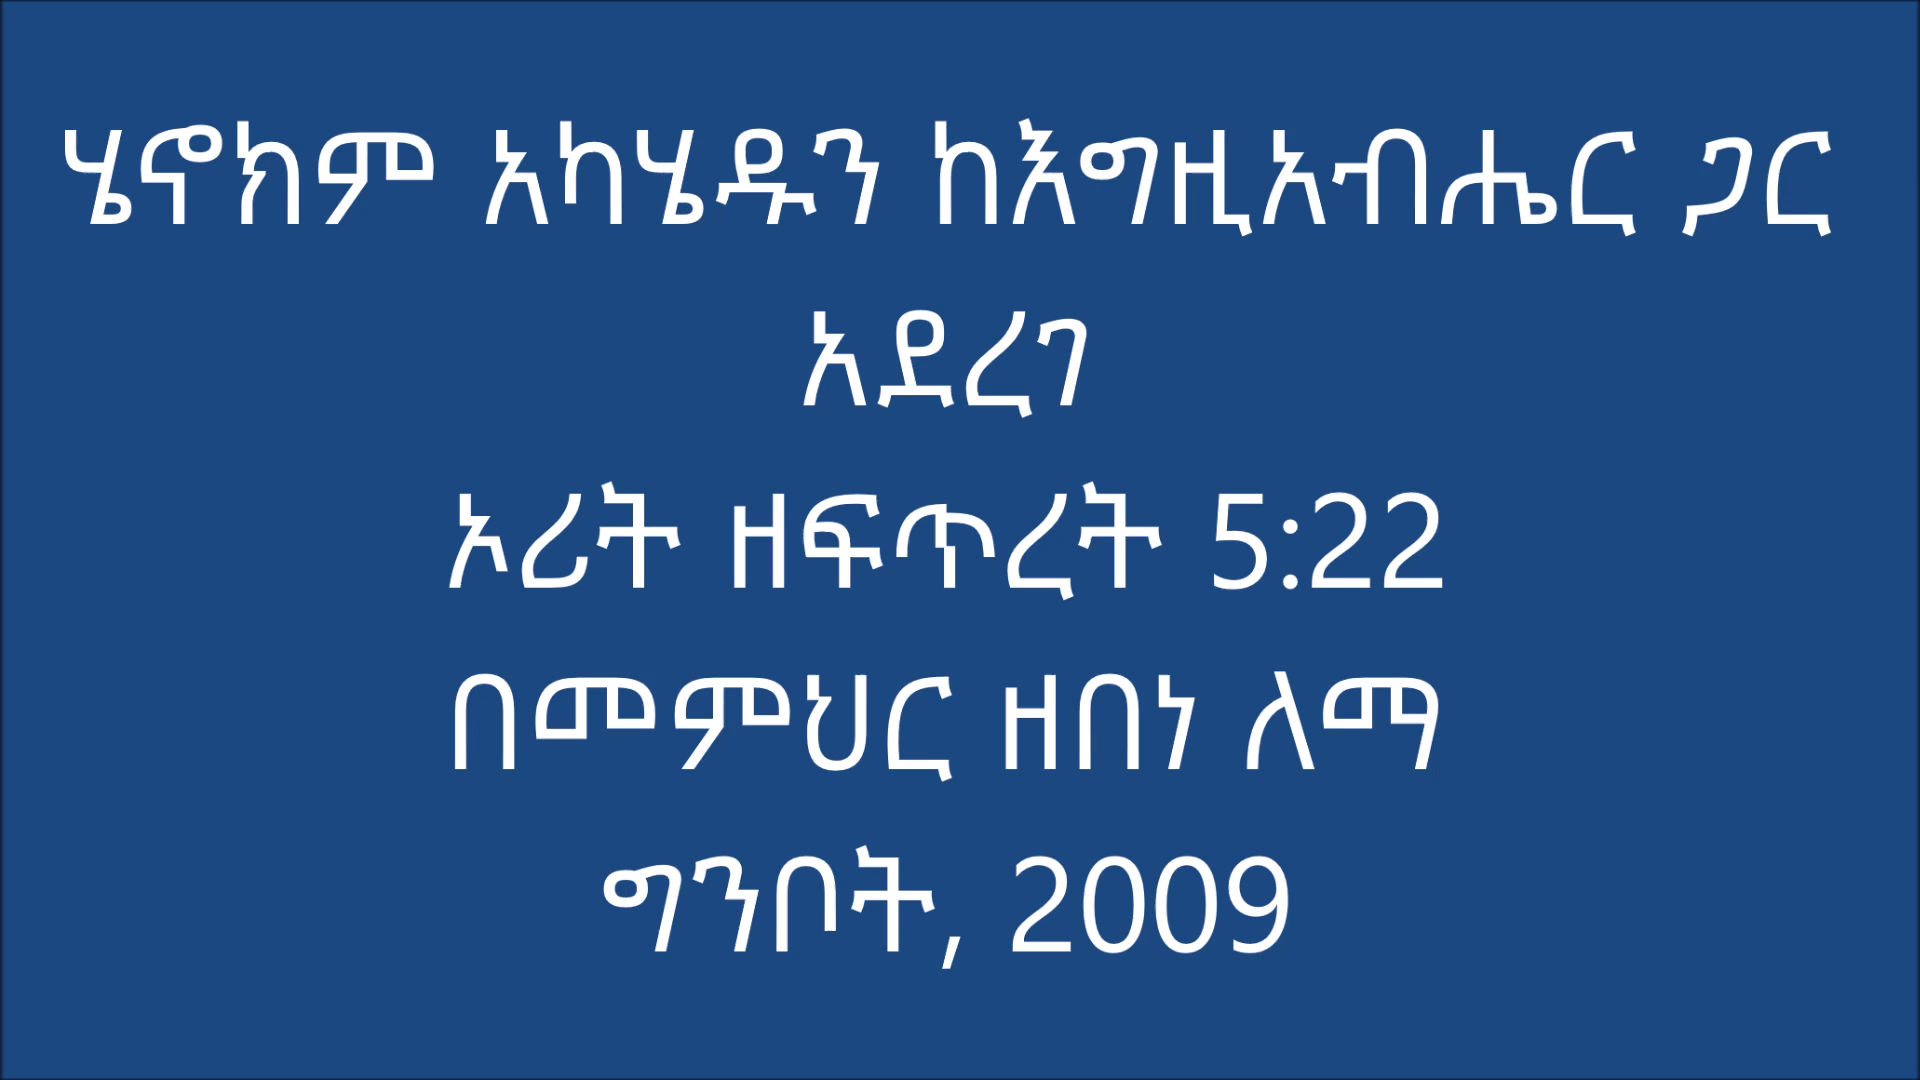 ሄኖክም አካሄዱን ከእግዚአብሔር ጋር
አደረገ
ኦሪት ዘፍጥረት 5:22
በመምህር ዘበነ ለማ
ግንቦት, 2009